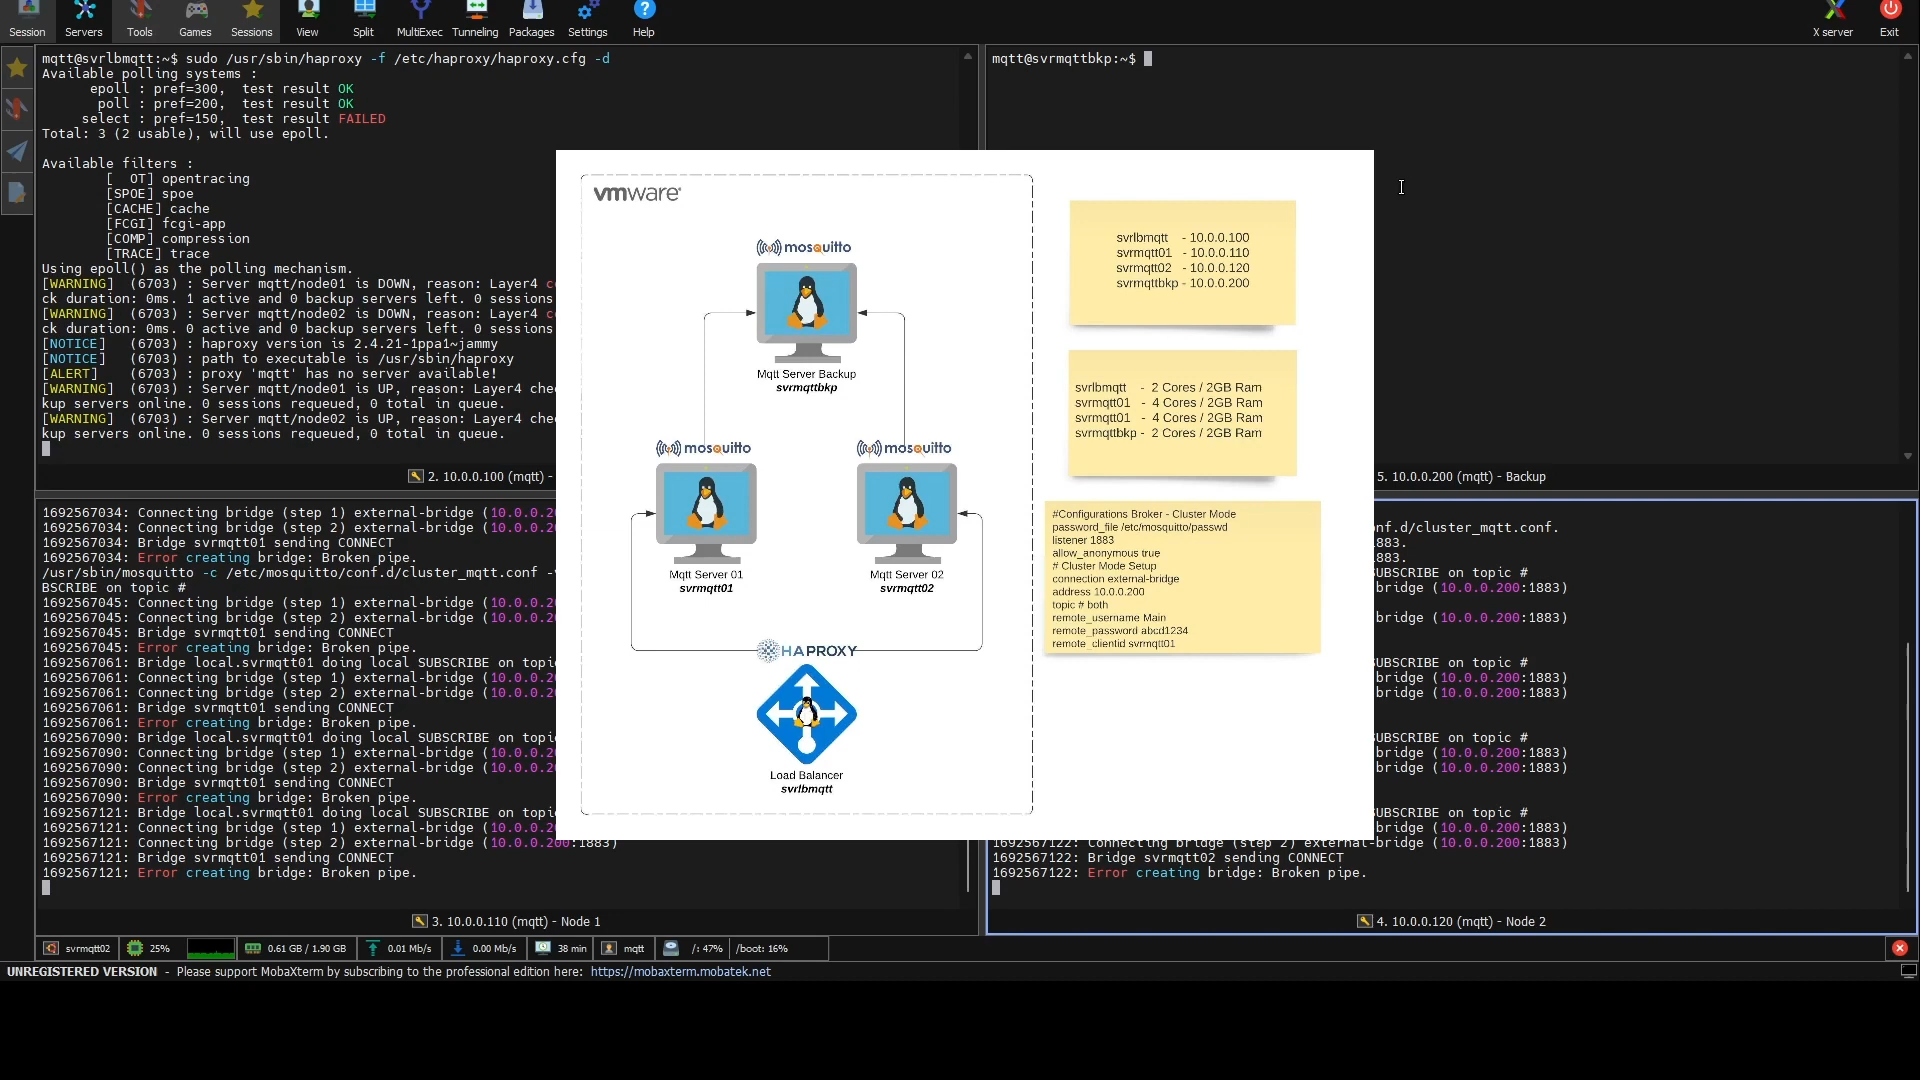 Session Servers Tools Games Sessions View Split MultiExec Tunneling Packages Settings Help X server Exit
mqtt@svrlbmqtt:~$ sudo /usr/sbin/haproxy -f /etc/haproxy/haproxy.cfg -d
Available polling systems :
epoll : pref=300,  test result OK
poll : pref=200,  test result OK
select : pref=150,  test result FAILED
Total: 3 (2 usable), will use epoll.
Available filters :
[  OT] opentracing
[SPOE] spoe
[CACHE] cache
[FCGI] fcgi-app
[COMP] compression
[TRACE] trace
Using epoll() as the polling mechanism.
[WARNING]  (6703) : Server mqtt/node01 is DOWN, reason: Layer4 c
ck duration: 0ms. 1 active and 0 backup servers left. 0 sessions
[WARNING]  (6703) : Server mqtt/node02 is DOWN, reason: Layer4 c
ck duration: 0ms. 0 active and 0 backup servers left. 0 sessions
[NOTICE]   (6703) : haproxy version is 2.4.21-1ppa1~jammy
[NOTICE]   (6703) : path to executable is /usr/sbin/haproxy
[ALERT]    (6703) : proxy 'mqtt' has no server available!
[WARNING]  (6703) : Server mqtt/node01 is UP, reason: Layer4 che
kup servers online. 0 sessions requeued, 0 total in queue.
[WARNING]  (6703) : Server mqtt/node02 is UP, reason: Layer4 che
kup servers online. 0 sessions requeued, 0 total in queue.
2. 10.0.0.100 (mqtt) -
mqtt@svrmqttbkp:~$
5. 10.0.0.200 (mqtt) - Backup
vmware
mosquitto
Mqtt Server Backup
svrmqttbkp
mosquitto
Mqtt Server 01
svrmqtt01
mosquitto
Mqtt Server 02
svrmqtt02
HAPROXY
Load Balancer
svrlbmqtt
svrlbmqtt - 10.0.0.100
svrmqtt01 - 10.0.0.110
svrmqtt02 - 10.0.0.120
svrmqttbkp - 10.0.0.200
svrlbmqtt - 2 Cores / 2GB Ram
svrmqtt01 - 4 Cores / 2GB Ram
svrmqtt01 - 4 Cores / 2GB Ram
svrmqttbkp - 2 Cores / 2GB Ram
#Configurations Broker - Cluster Mode
password_file /etc/mosquitto/passwd
listener 1883
allow_anonymous true
# Cluster Mode Setup
connection external-bridge
address 10.0.0.200
topic # both
remote_username Main
remote_password abcd1234
remote_clientid svrmqtt01
1692567034: Connecting bridge (step 1) external-bridge (10.0.0.20
1692567034: Connecting bridge (step 2) external-bridge (10.0.0.20
1692567034: Bridge svrmqtt01 sending CONNECT
1692567034: Error creating bridge: Broken pipe.
/usr/sbin/mosquitto -c /etc/mosquitto/conf.d/cluster_mqtt.conf -v
BSCRIBE on topic #
1692567045: Connecting bridge (step 1) external-bridge (10.0.0.20
1692567045: Connecting bridge (step 2) external-bridge (10.0.0.20
1692567045: Bridge svrmqtt01 sending CONNECT
1692567045: Error creating bridge: Broken pipe.
1692567061: Bridge local.svrmqtt01 doing local SUBSCRIBE on topic
1692567061: Connecting bridge (step 1) external-bridge (10.0.0.20
1692567061: Connecting bridge (step 2) external-bridge (10.0.0.20
1692567061: Bridge svrmqtt01 sending CONNECT
1692567061: Error creating bridge: Broken pipe.
1692567090: Bridge local.svrmqtt01 doing local SUBSCRIBE on topic
1692567090: Connecting bridge (step 1) external-bridge (10.0.0.20
1692567090: Connecting bridge (step 2) external-bridge (10.0.0.20
1692567090: Bridge svrmqtt01 sending CONNECT
1692567090: Error creating bridge: Broken pipe.
1692567121: Bridge local.svrmqtt01 doing local SUBSCRIBE on topic
1692567121: Connecting bridge (step 1) external-bridge (10.0.0.20
1692567121: Connecting bridge (step 2) external-bridge (10.0.0.200:1883)
1692567121: Bridge svrmqtt01 sending CONNECT
1692567121: Error creating bridge: Broken pipe.
3. 10.0.0.110 (mqtt) - Node 1
nf.d/cluster_mqtt.conf.
883.
883.
UBSCRIBE on topic #
bridge (10.0.0.200:1883)
bridge (10.0.0.200:1883)
UBSCRIBE on topic #
bridge (10.0.0.200:1883)
bridge (10.0.0.200:1883)
UBSCRIBE on topic #
bridge (10.0.0.200:1883)
bridge (10.0.0.200:1883)
UBSCRIBE on topic #
bridge (10.0.0.200:1883)
1692567122: Connecting bridge (step 2) external-bridge (10.0.0.200:1883)
1692567122: Bridge svrmqtt02 sending CONNECT
1692567122: Error creating bridge: Broken pipe.
4. 10.0.0.120 (mqtt) - Node 2
svrmqtt02 25% 0.61 GB / 1.90 GB 0.01 Mb/s 0.00 Mb/s 38 min mqtt /: 47% /boot: 16%
UNREGISTERED VERSION - Please support MobaXterm by subscribing to the professional edition here: https://mobaxterm.mobatek.net